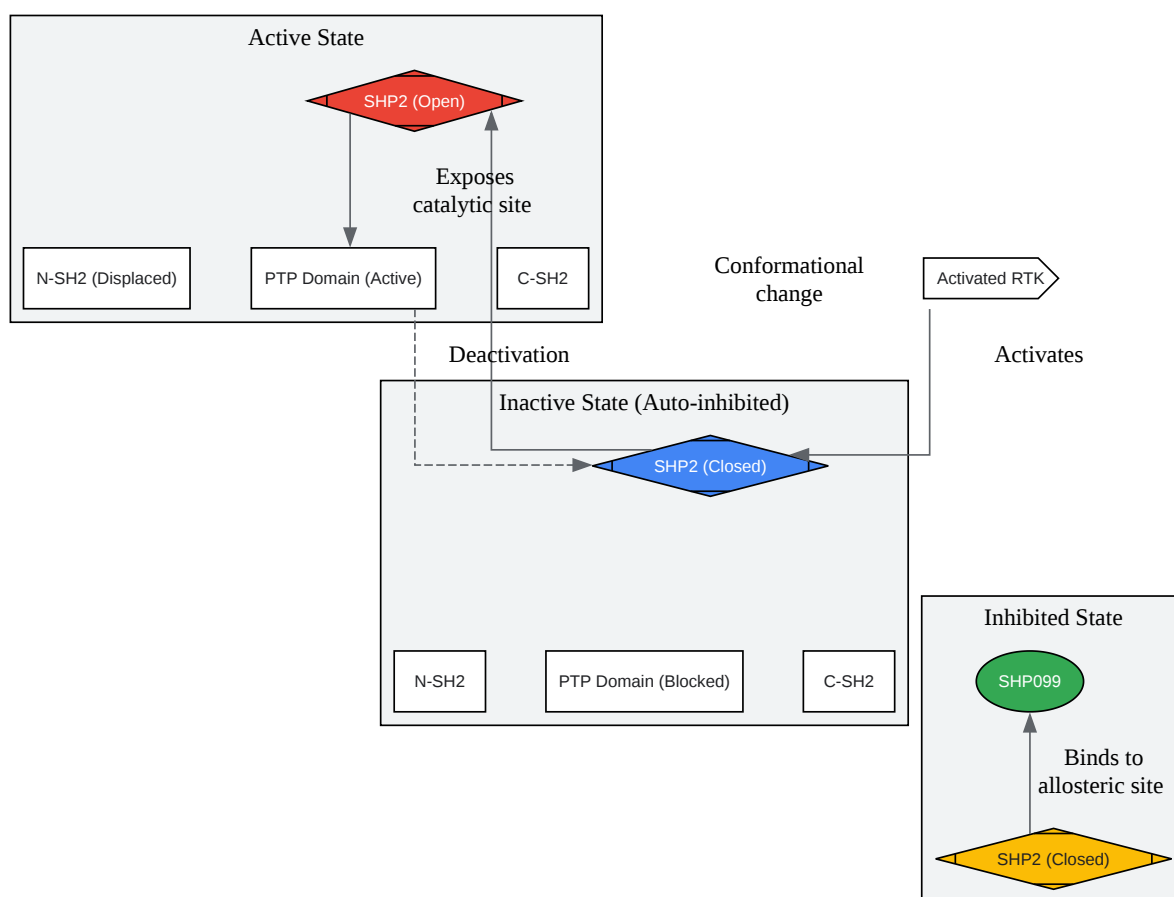 Active State
SHP2 (Open)
Exposes
catalytic site
N-SH2 (Displaced)
PTP Domain (Active)
C-SH2
Conformational
change
Activated RTK
Deactivation
Activates
Inactive State (Auto-inhibited)
SHP2 (Closed)
N-SH2
PTP Domain (Blocked)
C-SH2
Inhibited State
SHP099
Binds to
allosteric site
SHP2 (Closed)